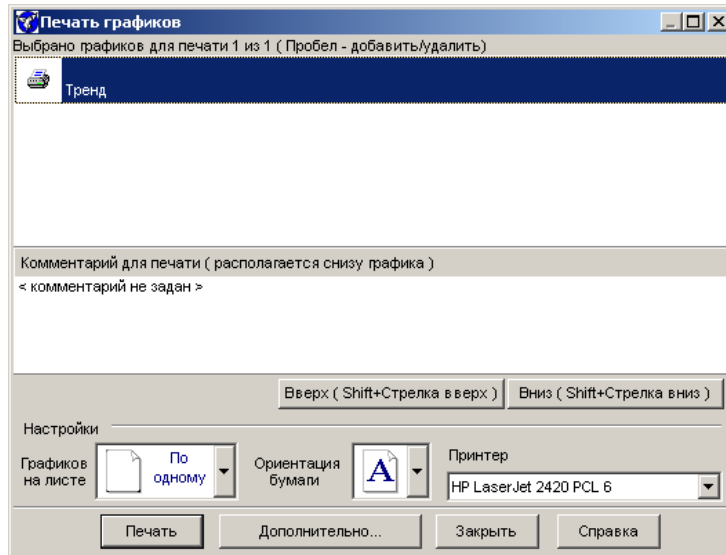 Печать графиков
Выбрано графиков для печати 1 из 1 ( Пробел - добавить/удалить)
Тренд
Комментарий для печати ( располагается снизу графика )
< комментарий не задан >
Вверх ( Shift+Стрелка вверх ) Вниз ( Shift+Стрелка вниз )
Настройки
Графиков на листе
По одному
Ориентация бумаги
A
Принтер
HP LaserJet 2420 PCL 6
Печать Дополнительно... Закрыть Справка